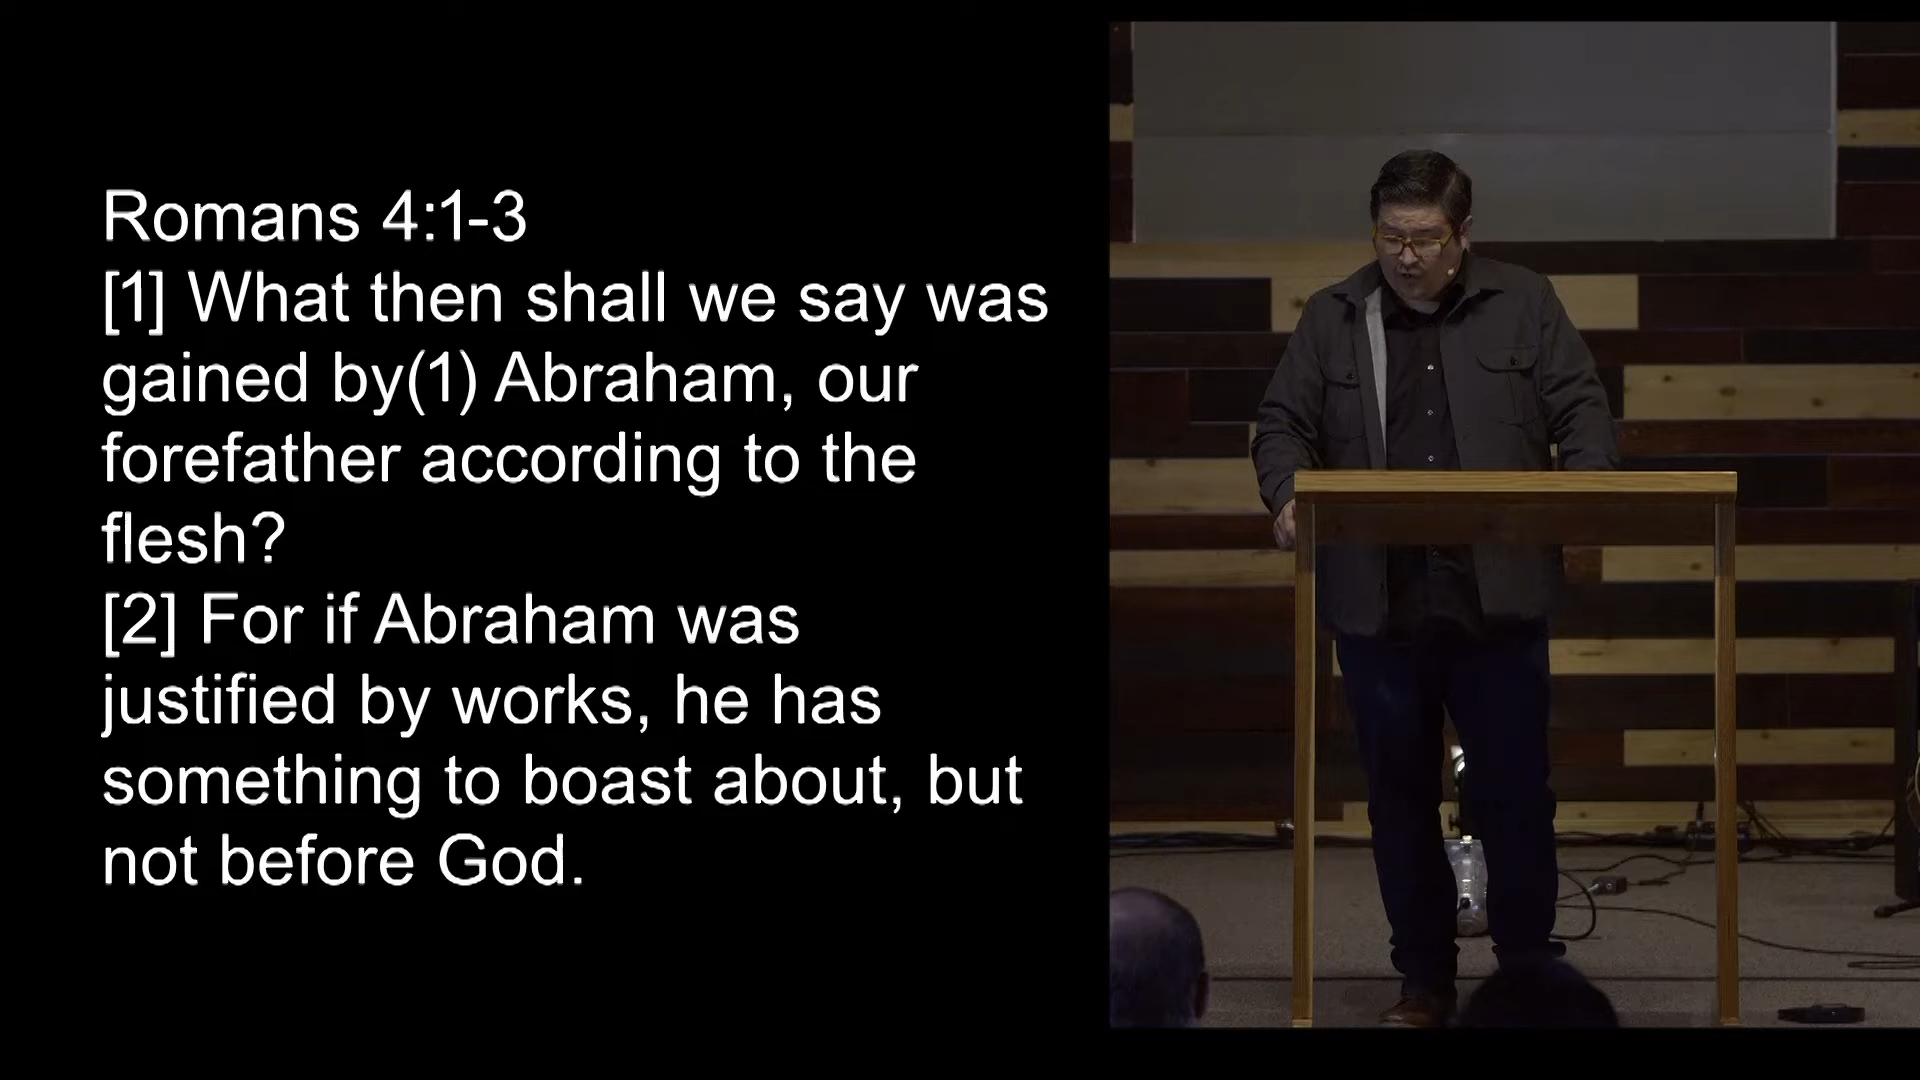 Romans 4:1-3
[1] What then shall we say was
gained by(1) Abraham, our
forefather according to the
flesh?
[2] For if Abraham was
justified by works, he has
something to boast about, but
not before God.